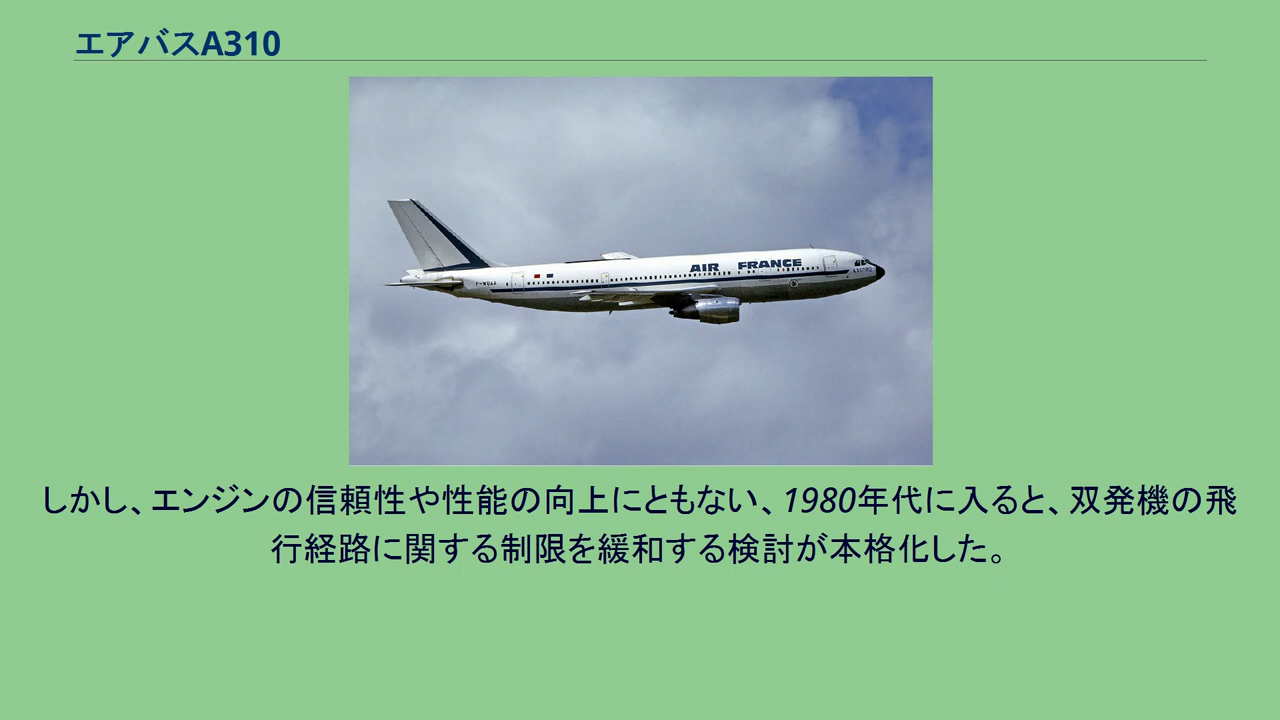 エアバスA310
AIR FRANCE
しかし、エンジンの信頼性や性能の向上にともない、1980年代に入ると、双発機の飛
行経路に関する制限を緩和する検討が本格化した。